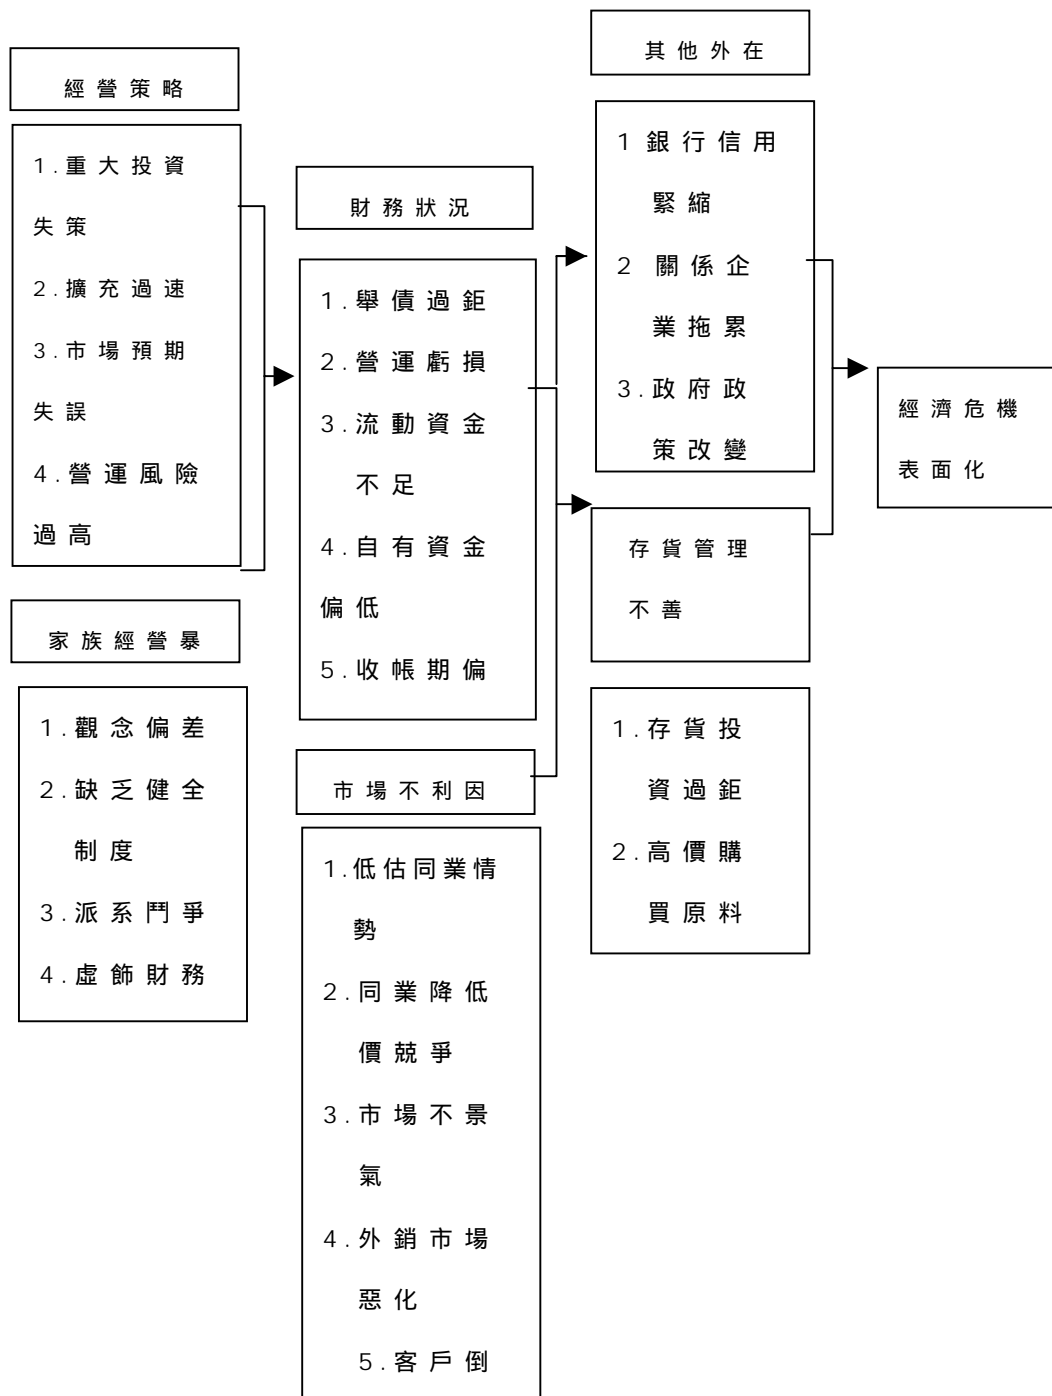 經營策略
1.重大投資
失策
2.擴充過速
3.市場預期
失誤
4.營運風險
過高
家族經營暴
1.觀念偏差
2.缺乏健全
制度
3.派系鬥爭
4.虛飾財務
財務狀況
1.舉債過鉅
2.營運虧損
3.流動資金
不足
4.自有資金
偏低
5.收帳期偏
市場不利因
1.低估同業情
勢
2.同業降低
價兢爭
3.市場不景
氣
4.外銷市場
惡化
5.客戶倒
其他外在
1 銀行信用
緊縮
2 關係企
業拖累
3.政府政
策改變
存貨管理
不善
1.存貨投
資過鉅
2.高價購
買原料
經濟危機
表面化